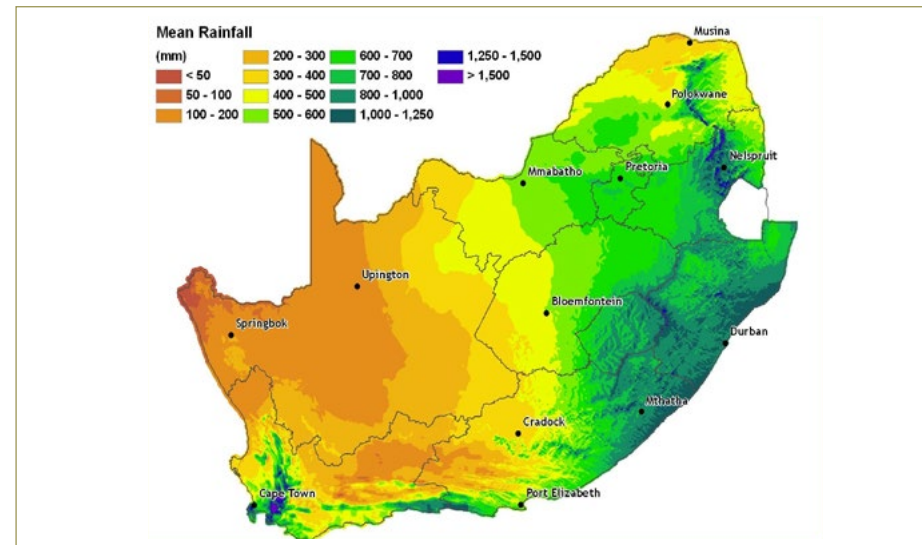 Mean Rainfall
(mm)
< 50
50 - 100
100 - 200
200 - 300
300 - 400
400 - 500
500 - 600
600 - 700
700 - 800
800 - 1,000
1,000 - 1,250
1,250 - 1,500
> 1,500
Musina
Polokwane
Nelspruit
Mmabatho
Pretoria
Upington
Bloemfontein
Springbok
Durban
Mthatha
Cradock
Cape Town
Port Elizabeth